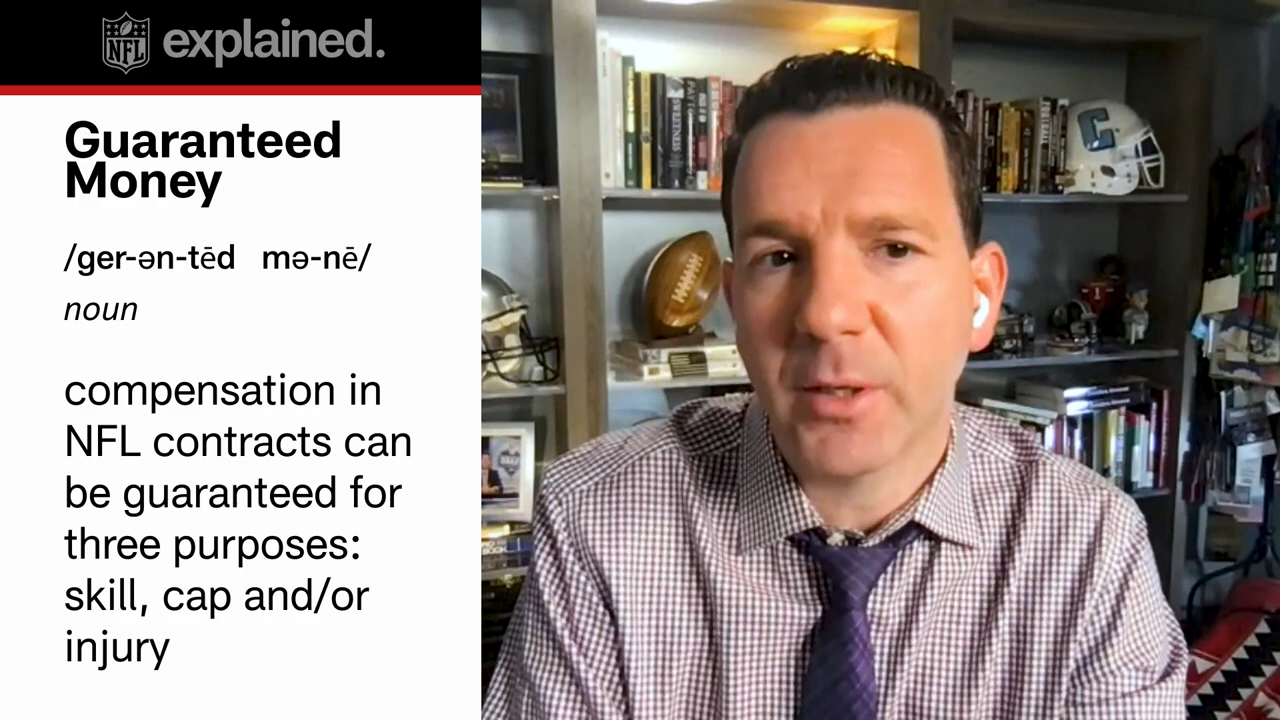 NFL explained.
Guaranteed
Money
/ger-ən-tēd mə-nē/
noun
compensation in
NFL contracts can
be guaranteed for
three purposes:
skill, cap and/or
injury
SWEETNESS
C